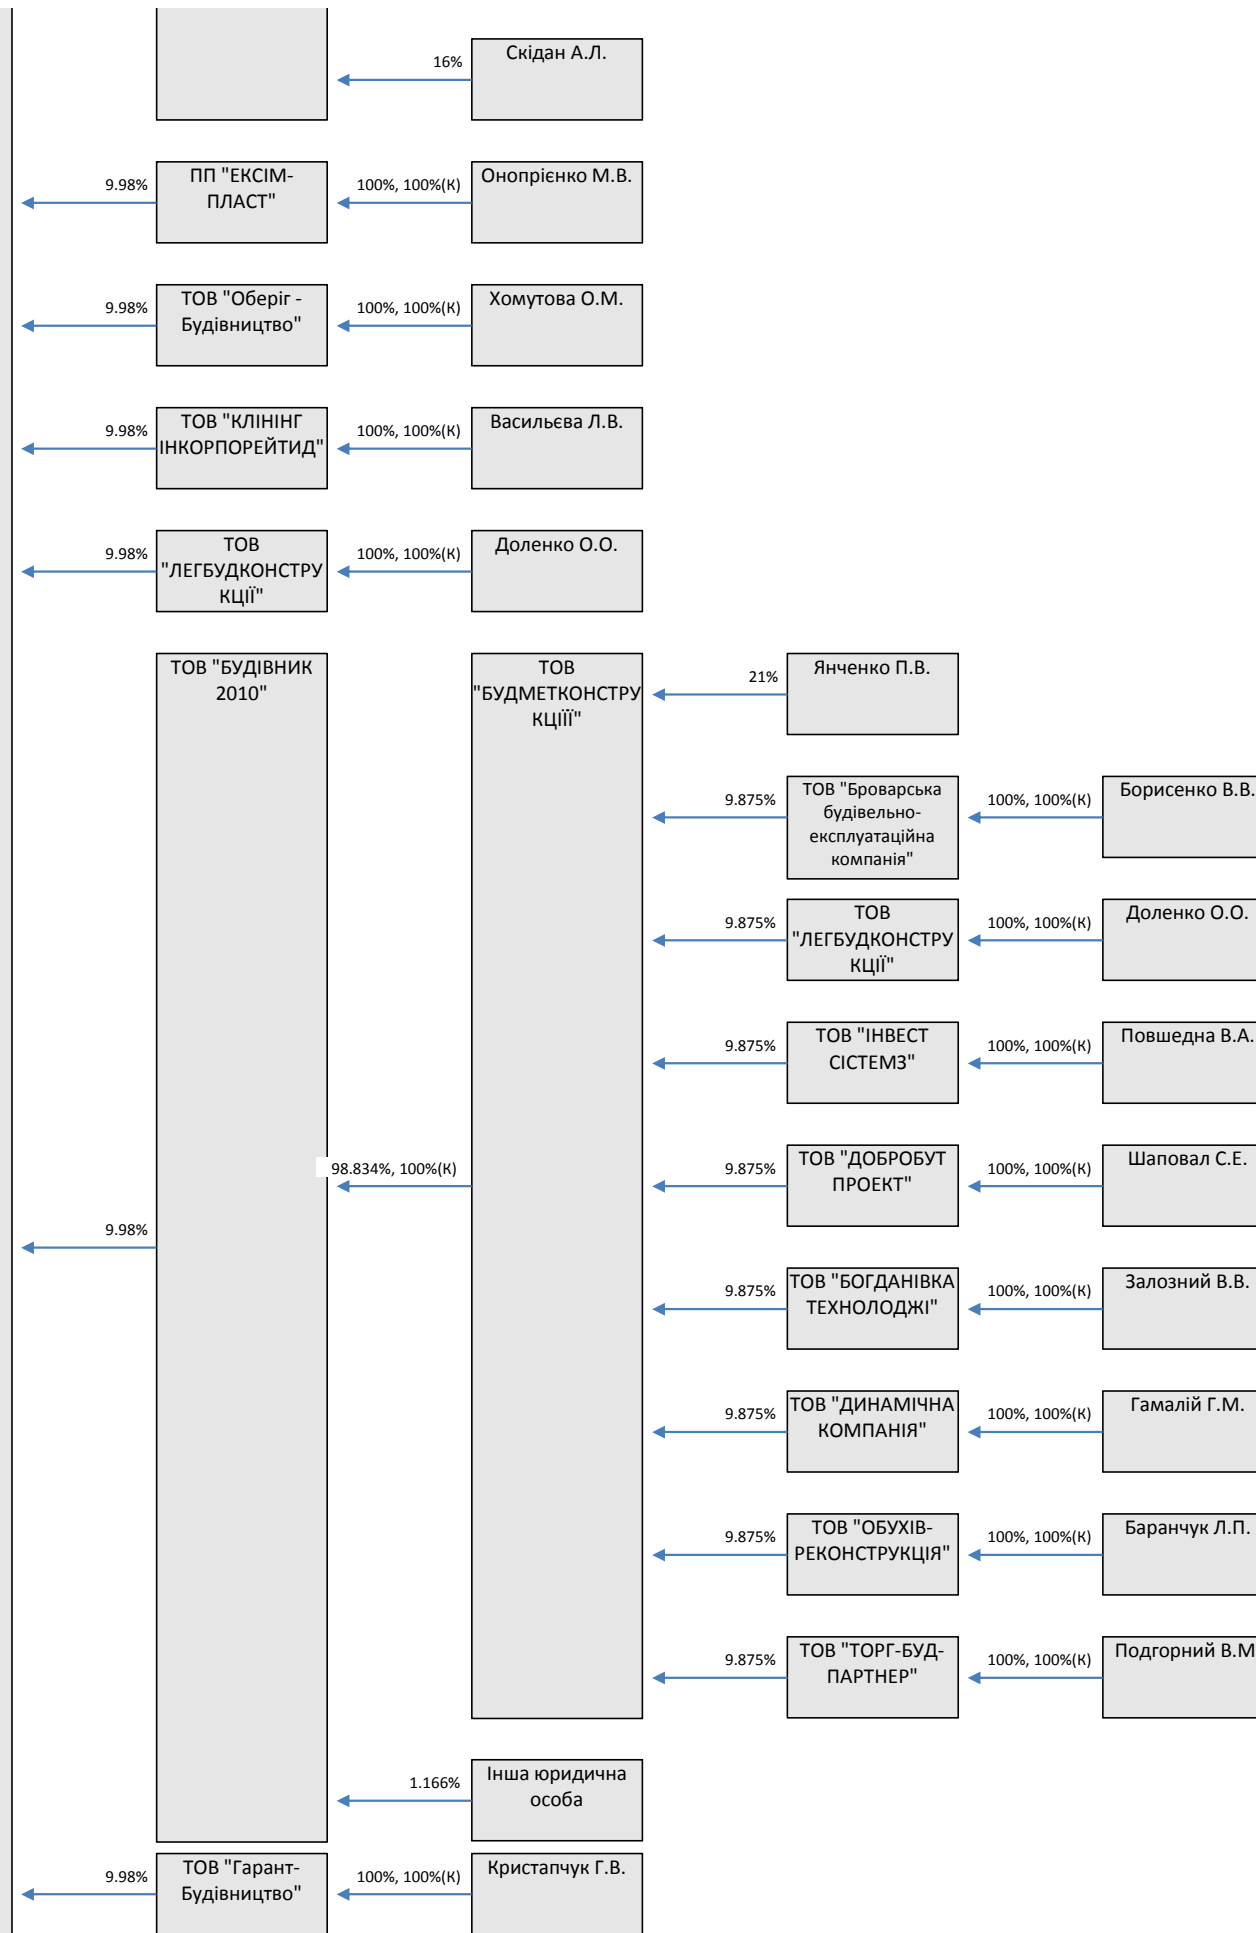 16%
Скідан А.Л.
9.98%
ПП "ЕКСІМ-
ПЛАСТ"
100%, 100%(К)
Онопрієнко М.В.
9.98%
ТОВ "Оберіг -
Будівництво"
100%, 100%(К)
Хомутова О.М.
9.98%
ТОВ "КЛІНІНГ
ІНКОРПОРЕЙТИД"
100%, 100%(К)
Васильєва Л.В.
9.98%
ТОВ
"ЛЕГБУДКОНСТРУ
КЦІЇ"
100%, 100%(К)
Доленко О.О.
9.98%
ТОВ "БУДІВНИК
2010"
98.834%, 100%(К)
ТОВ
"БУДМЕТКОНСТРУ
КЦІЇЇ"
21%
Янченко П.В.
9.875%
ТОВ "Броварська
будівельно-
експлуатаційна
компанія"
100%, 100%(К)
Борисенко В.В.
9.875%
ТОВ
"ЛЕГБУДКОНСТРУ
КЦІЇ"
100%, 100%(К)
Доленко О.О.
9.875%
ТОВ "ІНВЕСТ
СІСТЕМЗ"
100%, 100%(К)
Повшедна В.А.
9.875%
ТОВ "ДОБРОБУТ
ПРОЕКТ"
100%, 100%(К)
Шаповал С.Е.
9.875%
ТОВ "БОГДАНІВКА
ТЕХНОЛОДЖІ"
100%, 100%(К)
Залозний В.В.
9.875%
ТОВ "ДИНАМІЧНА
КОМПАНІЯ"
100%, 100%(К)
Гамалій Г.М.
9.875%
ТОВ "ОБУХІВ-
РЕКОНСТРУКЦІЯ"
100%, 100%(К)
Баранчук Л.П.
9.875%
ТОВ "ТОРГ-БУД-
ПАРТНЕР"
100%, 100%(К)
Подгорний В.М
1.166%
Інша юридична
особа
9.98%
ТОВ "Гарант-
Будівництво"
100%, 100%(К)
Кристапчук Г.В.